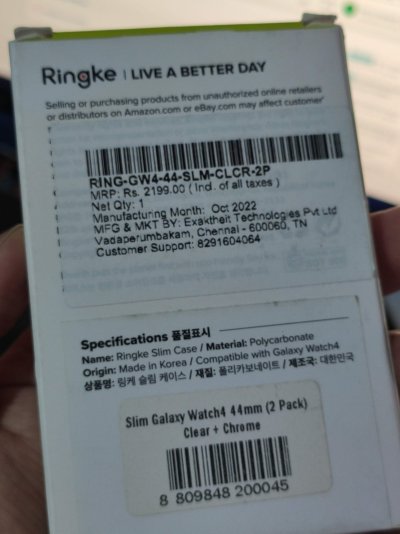 Ringke | LIVE A BETTER DAY
Selling or purchasing products from unauthorized online retailers
or distributors on Amazon.com or eBay.com may affect customer
RING-GW4-44-SLM-CLCR-2P
MRP: Rs. 2199.00 ( Incl. of all taxes )
Net Qty: 1
Manufacturing Month: Oct 2022
MFG & MKT BY: Exaktheit Technologies Pvt Ltd
Vadaperumbakam, Chennai - 600060, TN
Customer Support: 8291604064
Specifications 품질표시
Name: Ringke Slim Case / Material: Polycarbonate
Origin: Made in Korea / Compatible with Galaxy Watch4
상품명: 링케 슬림 케이스 / 재질: 폴리카보네이트 / 제조국: 대한민국
Slim Galaxy Watch4 44mm (2 Pack)
Clear + Chrome
8 809848 200045